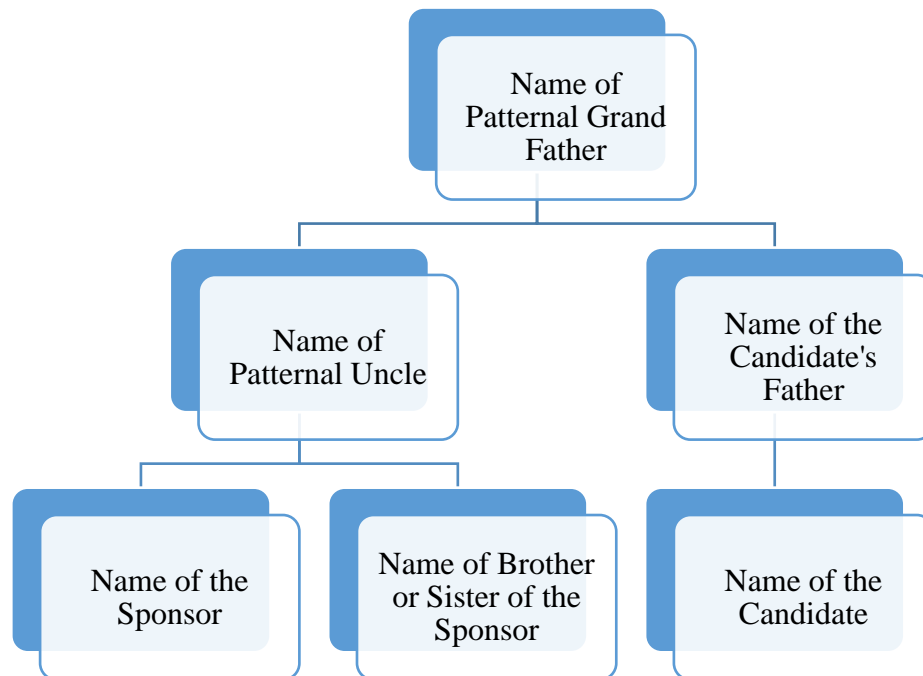 Name of
Patternal Grand
Father
Name of
Patternal Uncle
Name of the
Candidate's
Father
Name of the
Sponsor
Name of Brother
or Sister of the
Sponsor
Name of the
Candidate